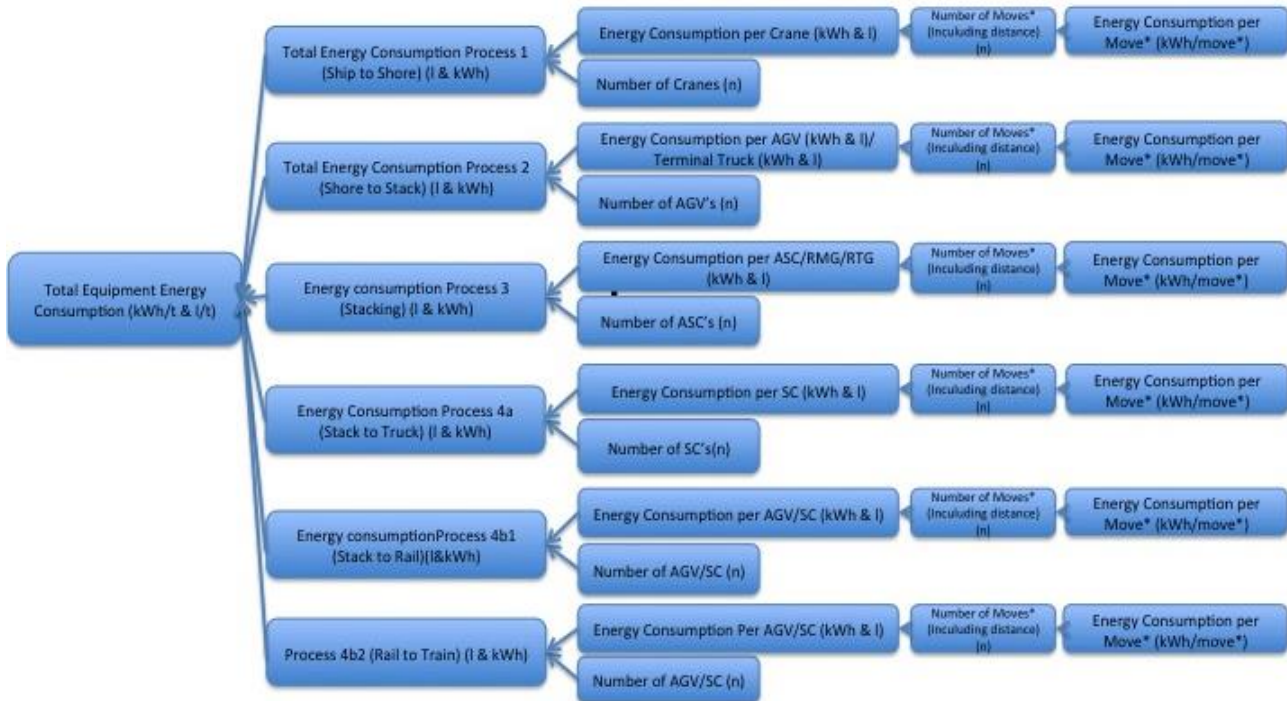 Total Equipment Energy
Consumption (kWh/t & l/t)
Total Energy Consumption Process 1
(Ship to Shore) (l & kWh)
Energy Consumption per Crane (kWh & l)
Number of Moves*
(Inculuding distance)
(n)
Energy Consumption per
Move* (kWh/move*)
Number of Cranes (n)
Total Energy Consumption Process 2
(Shore to Stack) (l & kWh)
Energy Consumption per AGV (kWh & l)/
Terminal Truck (kWh & l)
Number of Moves*
(Inculuding distance)
(n)
Energy Consumption per
Move* (kWh/move*)
Number of AGV's (n)
Energy consumption Process 3
(Stacking) (l & kWh)
Energy Consumption per ASC/RMG/RTG
(kWh & l)
Number of Moves*
(Inculuding distance)
(n)
Energy Consumption per
Move* (kWh/move*)
Number of ASC's (n)
Energy Consumption Process 4a
(Stack to Truck) (l & kWh)
Energy Consumption per SC (kWh & l)
Number of Moves*
(Inculuding distance)
(n)
Energy Consumption per
Move* (kWh/move*)
Number of SC's(n)
Energy consumptionProcess 4b1
(Stack to Rail)(l&kWh)
Energy Consumption per AGV/SC (kWh & l)
Number of Moves*
(Inculuding distance)
(n)
Energy Consumption per
Move* (kWh/move*)
Number of AGV/SC (n)
Process 4b2 (Rail to Train) (l & kWh)
Energy Consumption Per AGV/SC (kWh & l)
Number of Moves*
(Inculuding distance)
(n)
Energy Consumption per
Move* (kWh/move*)
Number of AGV/SC (n)